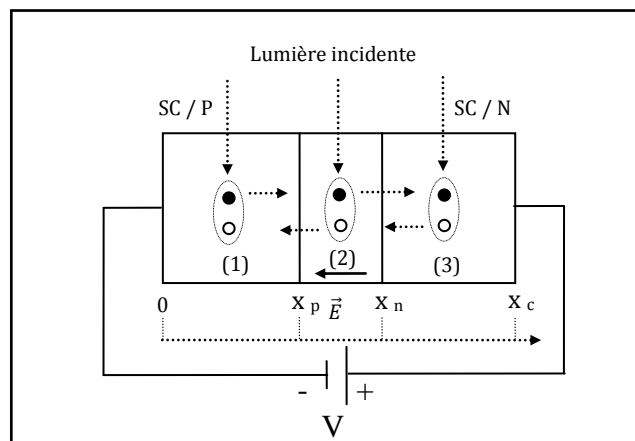 Lumière incidente
SC / P SC / N
(1) (2) (3)
0 x p E⃗ x n x c
- +
V